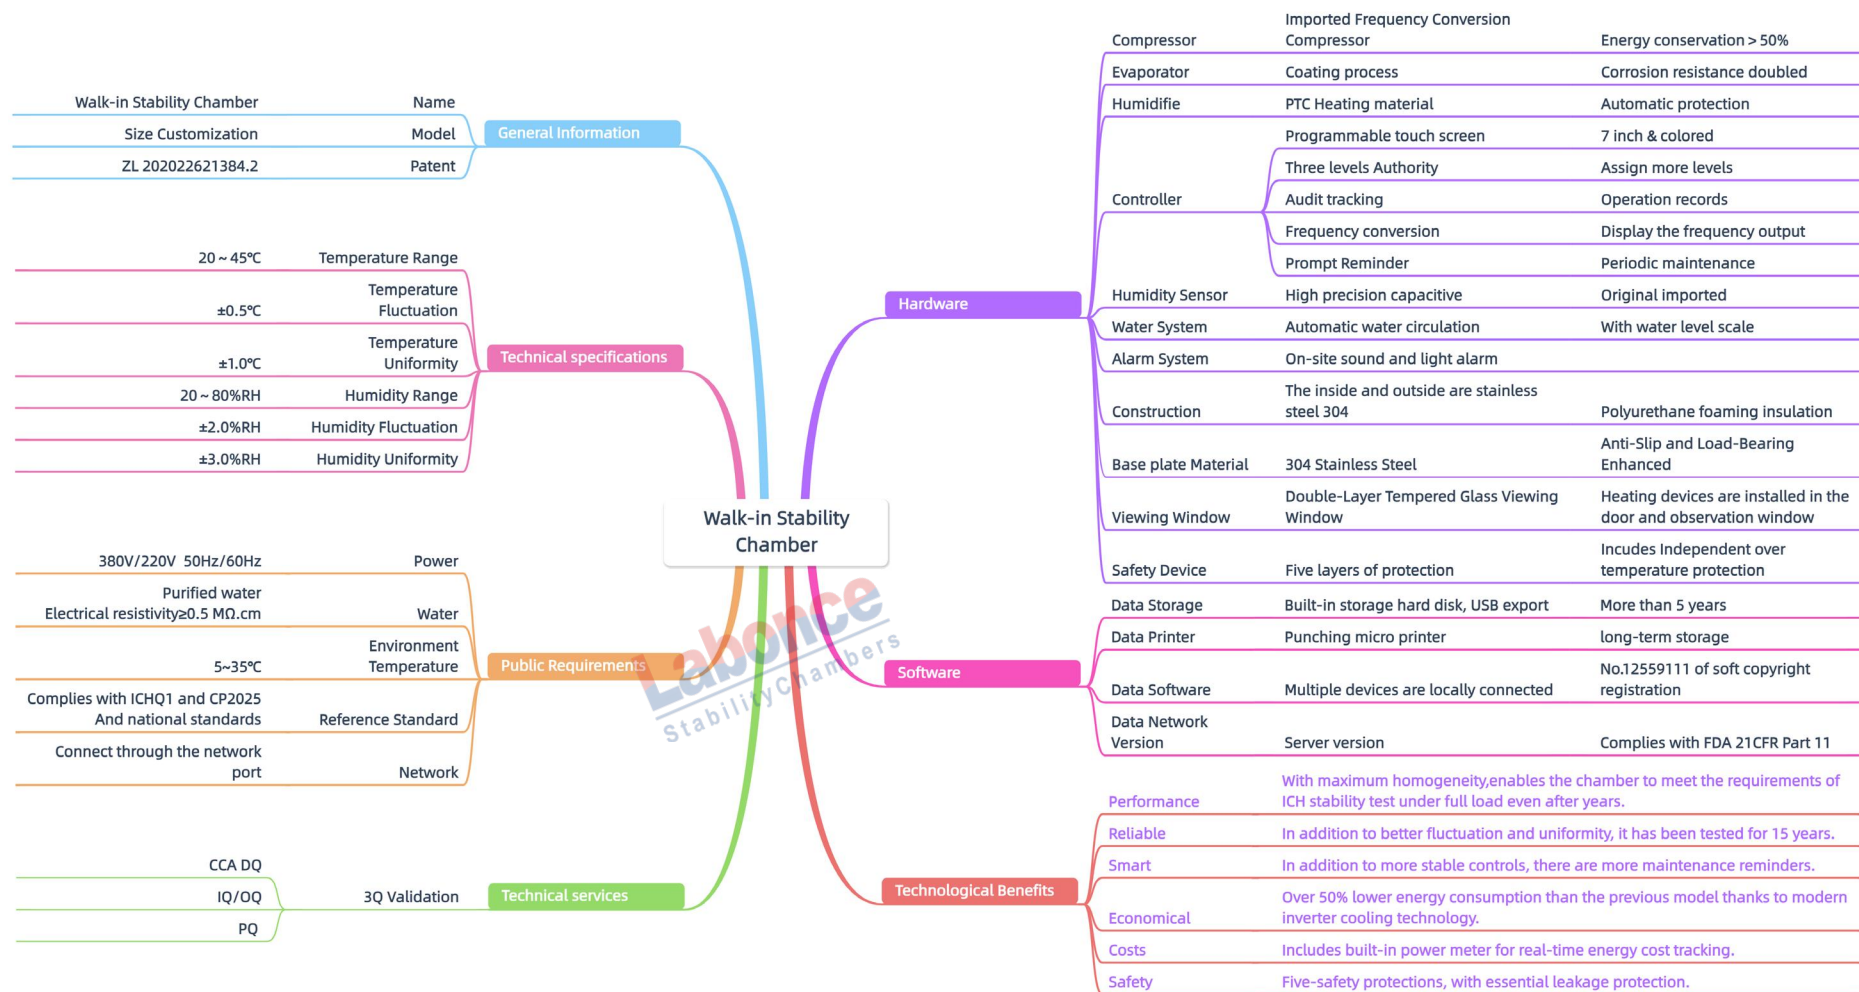 Walk-in Stability
Chamber
General Information
Name
Walk-in Stability Chamber
Model
Size Customization
Patent
ZL 202022621384.2
Technical specifications
Temperature Range
20 ~ 45℃
Temperature
Fluctuation
±0.5℃
Temperature
Uniformity
±1.0℃
Humidity Range
20 ~ 80%RH
Humidity Fluctuation
±2.0%RH
Humidity Uniformity
±3.0%RH
Public Requirements
Power
380V/220V  50Hz/60Hz
Water
Purified water
Electrical resistivity≥0.5 MΩ.cm
Environment
Temperature
5~35℃
Reference Standard
Complies with ICHQ1 and CP2025
And national standards
Network
Connect through the network
port
Technical services
3Q Validation
CCA DQ
IQ/OQ
PQ
Hardware
Compressor
Imported Frequency Conversion
Compressor
Energy conservation > 50%
Evaporator
Coating process
Corrosion resistance doubled
Humidifie
PTC Heating material
Automatic protection
Controller
Programmable touch screen
7 inch & colored
Three levels Authority
Assign more levels
Audit tracking
Operation records
Frequency conversion
Display the frequency output
Prompt Reminder
Periodic maintenance
Humidity Sensor
High precision capacitive
Original imported
Water System
Automatic water circulation
With water level scale
Alarm System
On-site sound and light alarm
Construction
The inside and outside are stainless
steel 304
Polyurethane foaming insulation
Base plate Material
304 Stainless Steel
Anti-Slip and Load-Bearing
Enhanced
Viewing Window
Double-Layer Tempered Glass Viewing
Window
Heating devices are installed in the
door and observation window
Safety Device
Five layers of protection
Incudes Independent over
temperature protection
Software
Data Storage
Built-in storage hard disk, USB export
More than 5 years
Data Printer
Punching micro printer
long-term storage
Data Software
Multiple devices are locally connected
No.12559111 of soft copyright
registration
Data Network
Version
Server version
Complies with FDA 21CFR Part 11
Technological Benefits
Performance
With maximum homogeneity,enables the chamber to meet the requirements of
ICH stability test under full load even after years.
Reliable
In addition to better fluctuation and uniformity, it has been tested for 15 years.
Smart
In addition to more stable controls, there are more maintenance reminders.
Economical
Over 50% lower energy consumption than the previous model thanks to modern
inverter cooling technology.
Costs
Includes built-in power meter for real-time energy cost tracking.
Safety
Five-safety protections, with essential leakage protection.
Labonce
StabilityChambers